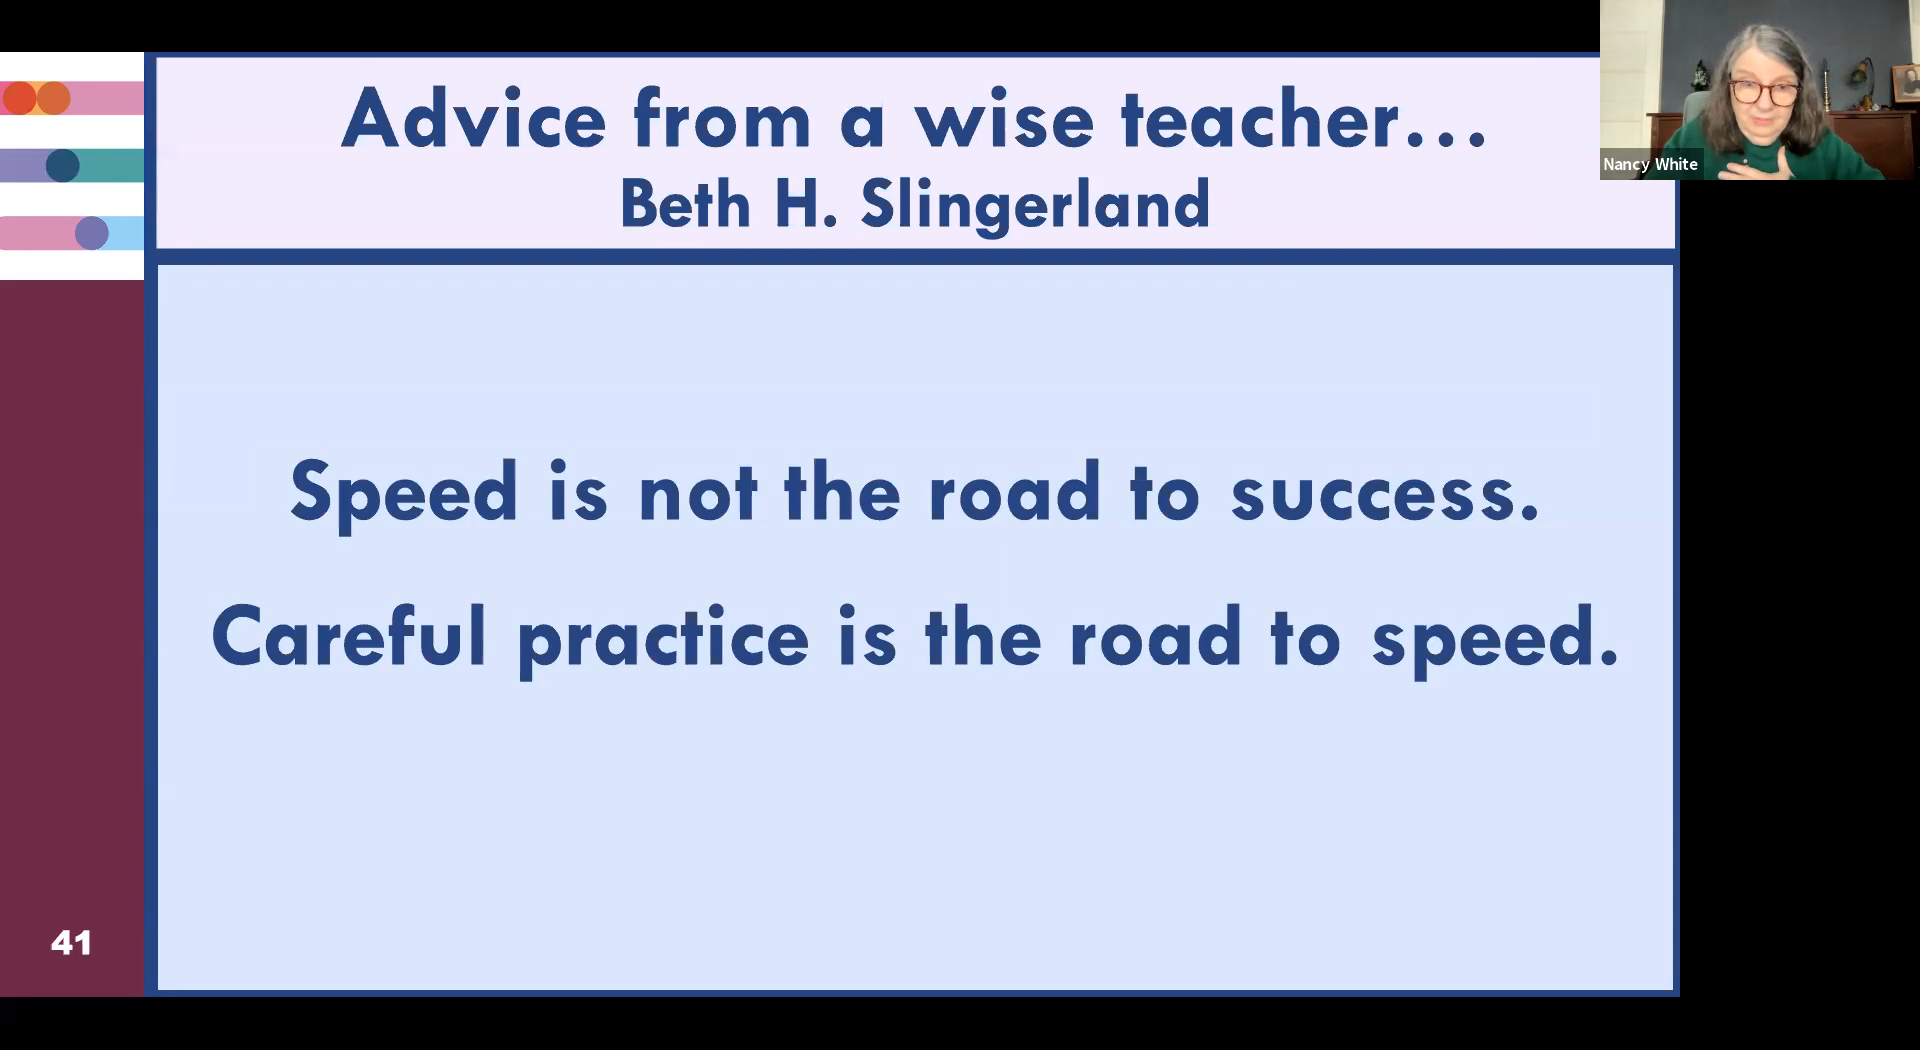 Advice from a wise teacher...
Beth H. Slingerland
Nancy White
Speed is not the road to success.
Careful practice is the road to speed.
41